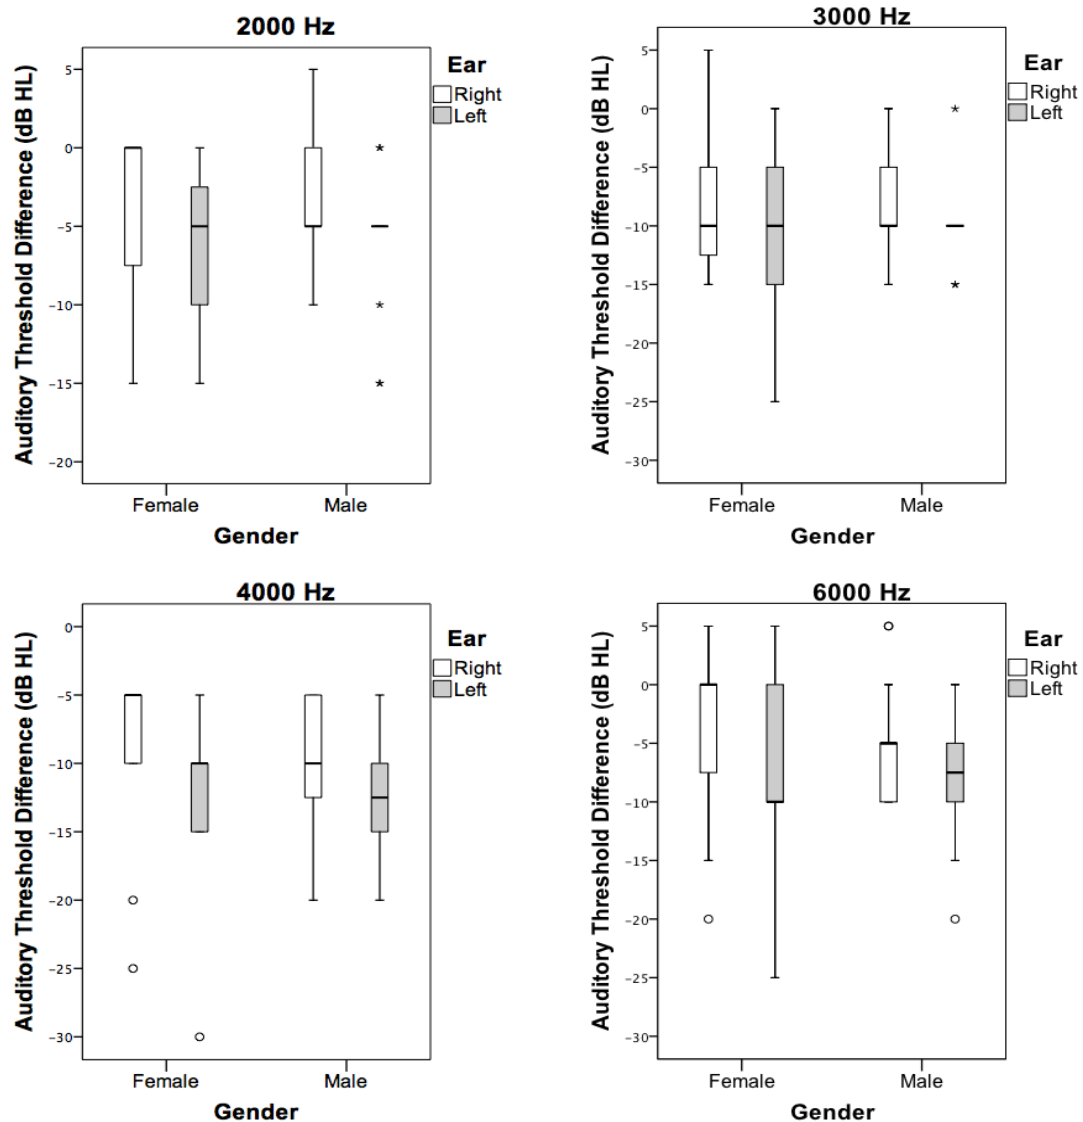 2000 Hz
Auditory Threshold Difference (dB HL)
5
0
−5
−10
−15
−20
Female
Male
Gender
Ear
Right
Left
3000 Hz
Auditory Threshold Difference (dB HL)
5
0
−5
−10
−15
−20
−25
−30
Female
Male
Gender
Ear
Right
Left
4000 Hz
Auditory Threshold Difference (dB HL)
0
−5
−10
−15
−20
−25
−30
Female
Male
Gender
Ear
Right
Left
6000 Hz
Auditory Threshold Difference (dB HL)
5
0
−5
−10
−15
−20
−25
−30
Female
Male
Gender
Ear
Right
Left